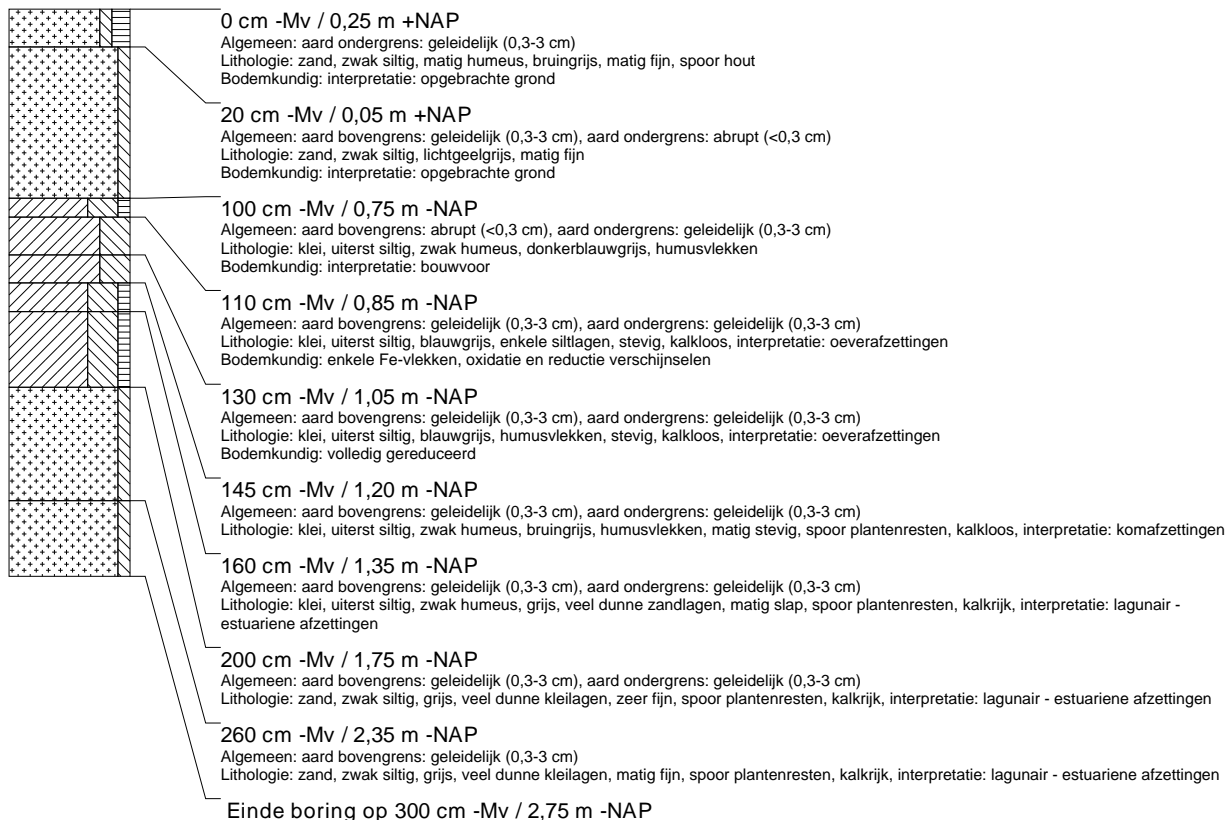 0 cm -Mv / 0,25 m +NAP
Algemeen: aard ondergrens: geleidelijk (0,3-3 cm)
Lithologie: zand, zwak siltig, matig humeus, bruingrijs, matig fijn, spoor hout
Bodemkundig: interpretatie: opgebrachte grond
20 cm -Mv / 0,05 m +NAP
Algemeen: aard bovengrens: geleidelijk (0,3-3 cm), aard ondergrens: abrupt (<0,3 cm)
Lithologie: zand, zwak siltig, lichtgeelgrijs, matig fijn
Bodemkundig: interpretatie: opgebrachte grond
100 cm -Mv / 0,75 m -NAP
Algemeen: aard bovengrens: abrupt (<0,3 cm), aard ondergrens: geleidelijk (0,3-3 cm)
Lithologie: klei, uiterst siltig, zwak humeus, donkerblauwgrijs, humusvlekken
Bodemkundig: interpretatie: bouwvoor
110 cm -Mv / 0,85 m -NAP
Algemeen: aard bovengrens: geleidelijk (0,3-3 cm), aard ondergrens: geleidelijk (0,3-3 cm)
Lithologie: klei, uiterst siltig, blauwgrijs, enkele siltlagen, stevig, kalkloos, interpretatie: oeverafzettingen
Bodemkundig: enkele Fe-vlekken, oxidatie en reductie verschijnselen
130 cm -Mv / 1,05 m -NAP
Algemeen: aard bovengrens: geleidelijk (0,3-3 cm), aard ondergrens: geleidelijk (0,3-3 cm)
Lithologie: klei, uiterst siltig, blauwgrijs, humusvlekken, stevig, kalkloos, interpretatie: oeverafzettingen
Bodemkundig: volledig gereduceerd
145 cm -Mv / 1,20 m -NAP
Algemeen: aard bovengrens: geleidelijk (0,3-3 cm), aard ondergrens: geleidelijk (0,3-3 cm)
Lithologie: klei, uiterst siltig, zwak humeus, bruingrijs, humusvlekken, matig stevig, spoor plantenresten, kalkloos, interpretatie: komafzettingen
160 cm -Mv / 1,35 m -NAP
Algemeen: aard bovengrens: geleidelijk (0,3-3 cm), aard ondergrens: geleidelijk (0,3-3 cm)
Lithologie: klei, uiterst siltig, zwak humeus, grijs, veel dunne zandlagen, matig slap, spoor plantenresten, kalkrijk, interpretatie: lagunair -
estuariene afzettingen
200 cm -Mv / 1,75 m -NAP
Algemeen: aard bovengrens: geleidelijk (0,3-3 cm), aard ondergrens: geleidelijk (0,3-3 cm)
Lithologie: zand, zwak siltig, grijs, veel dunne kleilagen, zeer fijn, spoor plantenresten, kalkrijk, interpretatie: lagunair - estuariene afzettingen
260 cm -Mv / 2,35 m -NAP
Algemeen: aard bovengrens: geleidelijk (0,3-3 cm)
Lithologie: zand, zwak siltig, grijs, veel dunne kleilagen, matig fijn, spoor plantenresten, kalkrijk, interpretatie: lagunair - estuariene afzettingen
Einde boring op 300 cm -Mv / 2,75 m -NAP